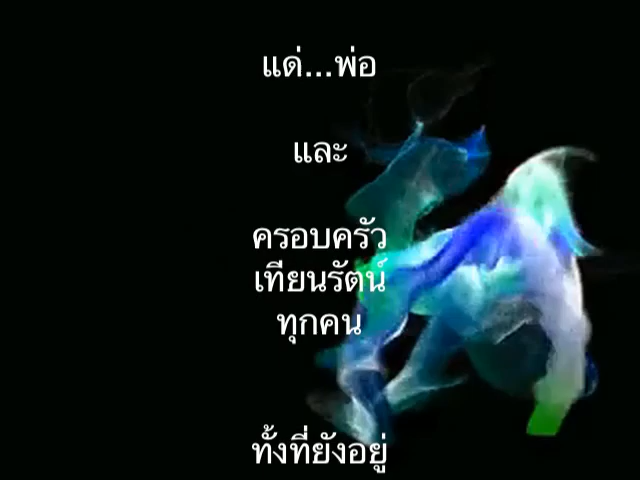 แด่...พ่อ
และ
ครอบครัว
เทียนรัตน์
ทุกคน
ทั้งที่ยังอยู่